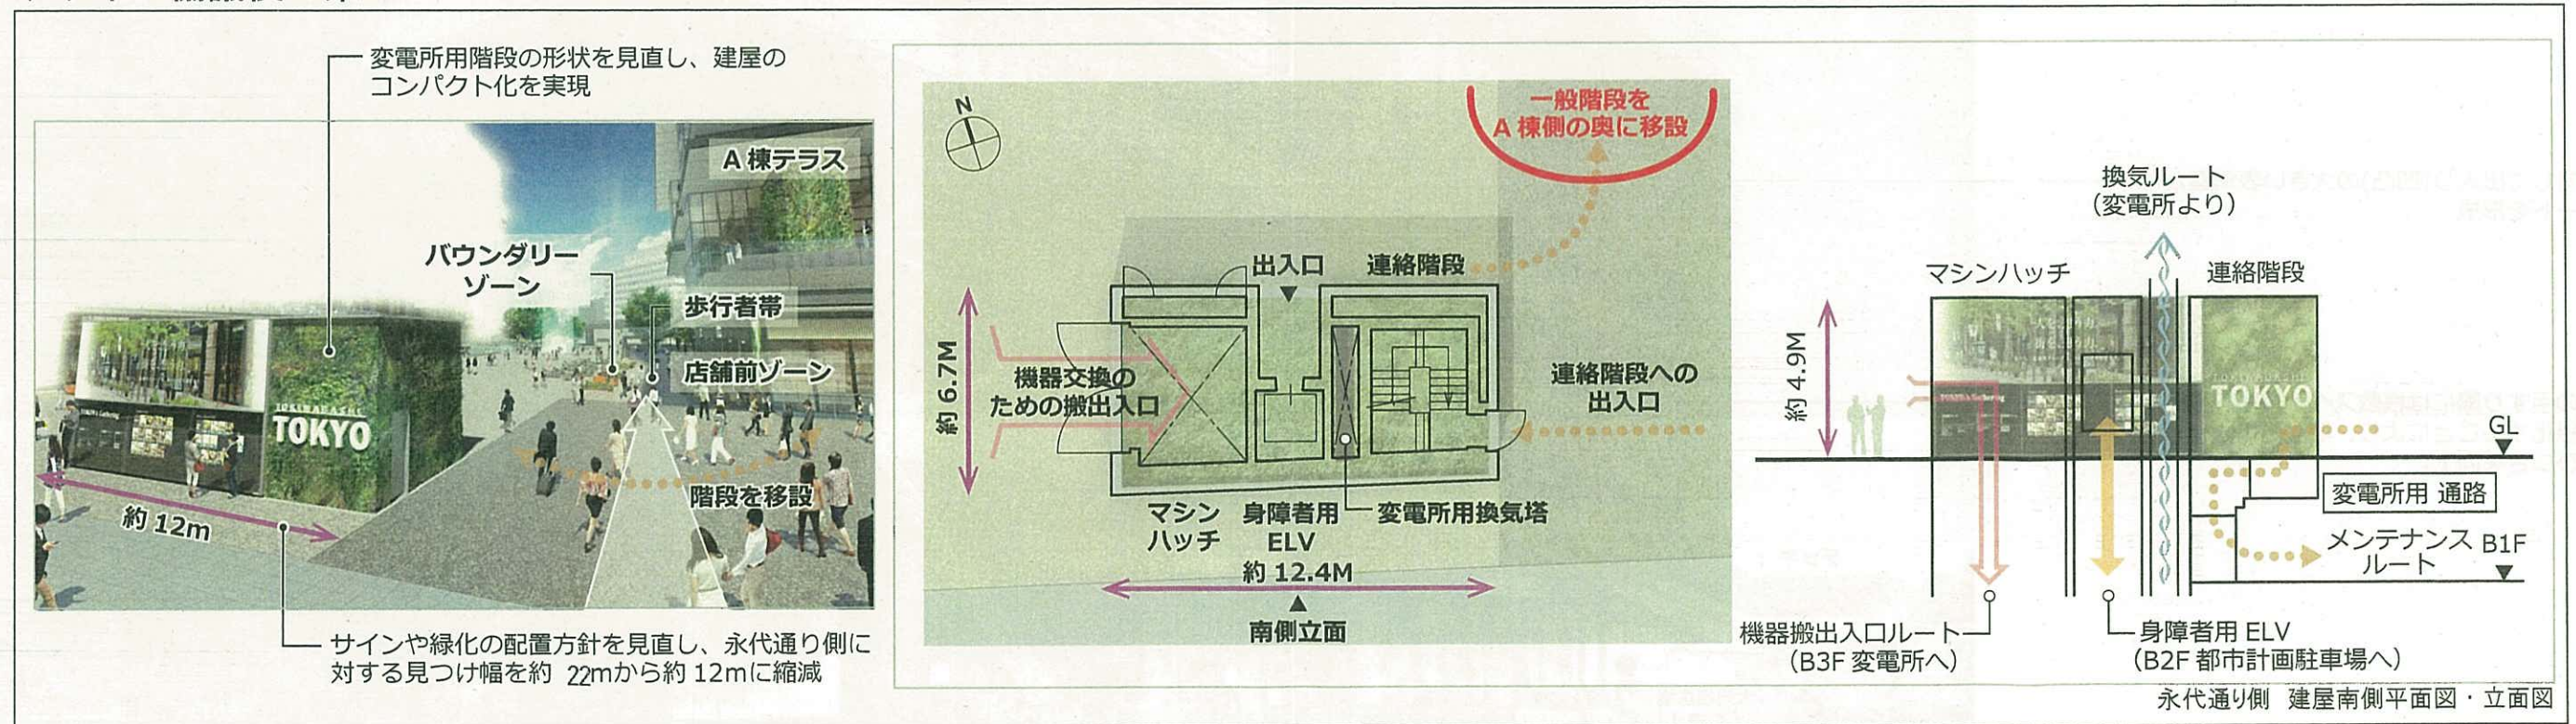 変電所用階段の形状を見直し、建屋の
コンパクト化を実現
A棟テラス
バウンダリー
ゾーン
歩行者帯
店舗前ゾーン
TOKYO
階段を移設
約12m
サインや緑化の配置方針を見直し、永代通り側に
対する見つけ幅を約 22mから約12mに縮減
N
一般階段を
A棟側の奥に移設
出入口
連絡階段
約6.7M
機器交換の
ための搬出入口
連絡階段への
出入口
マシン
ハッチ
身障者用
ELV
変電所用換気塔
約12.4M
南側立面
換気ルート
(変電所より)
マシンハッチ
連絡階段
約4.9M
TOKYO
GL
変電所用 通路
メンテナンス
ルート
B1F
機器搬出入口ルート
(B3F 変電所へ)
身障者用 ELV
(B2F 都市計画駐車場へ)
永代通り側 建屋南側平面図・立面図